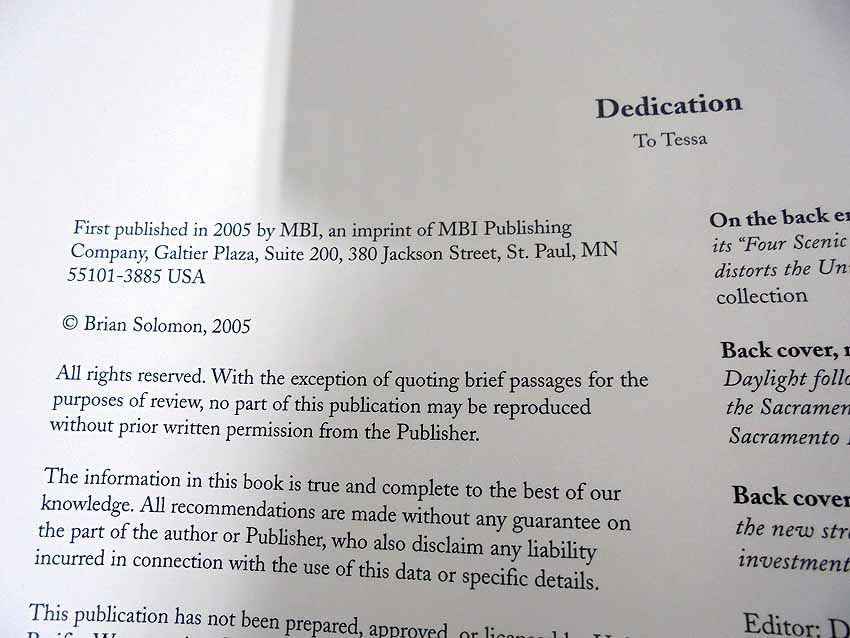 Dedication
To Tessa
First published in 2005 by MBI, an imprint of MBI Publishing
Company, Galtier Plaza, Suite 200, 380 Jackson Street, St. Paul, MN
55101-3885 USA
© Brian Solomon, 2005
All rights reserved. With the exception of quoting brief passages for the
purposes of review, no part of this publication may be reproduced
without prior written permission from the Publisher.
The information in this book is true and complete to the best of our
knowledge. All recommendations are made without any guarantee on
the part of the author or Publisher, who also disclaim any liability
incurred in connection with the use of this data or specific details.
This publication has not been prepared, approved, or
On the back
its “Four Scenic
distorts the
collection
Back cover,
Daylight
the
Sacramento
Back cover
the new
investment
Editor: